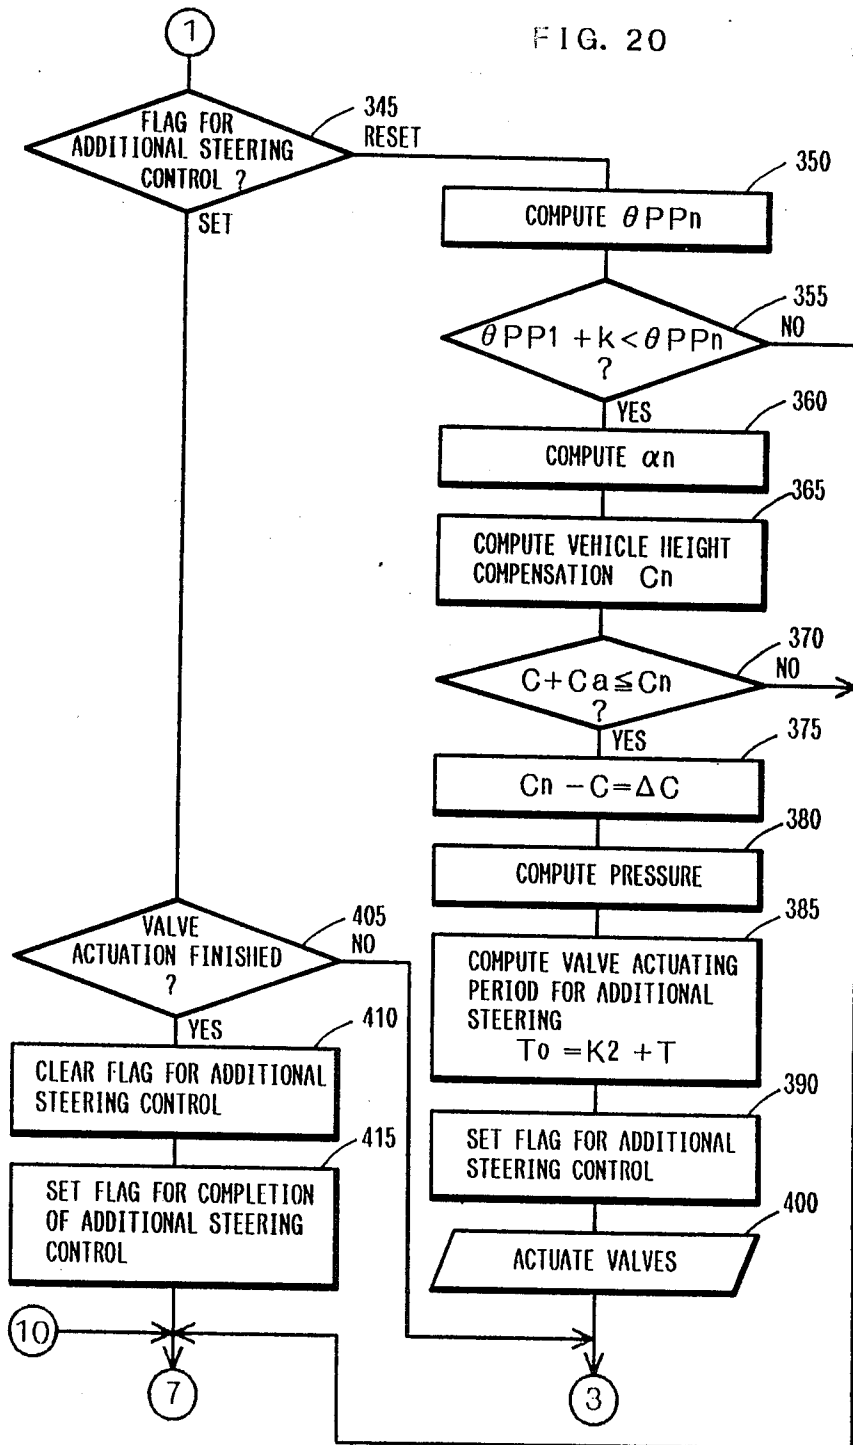 FIG. 20
1
FLAG FOR
ADDITIONAL STEERING
CONTROL ?
345
RESET
SET
350
COMPUTE θPPn
355
θPP1 + k < θPPn
?
NO
YES
360
COMPUTE αn
365
COMPUTE VEHICLE HEIGHT
COMPENSATION Cn
370
C + Ca ≦ Cn
?
NO
YES
375
Cn - C = ΔC
380
COMPUTE PRESSURE
385
COMPUTE VALVE ACTUATING
PERIOD FOR ADDITIONAL
STEERING
To = K2 + T
390
SET FLAG FOR ADDITIONAL
STEERING CONTROL
400
ACTUATE VALVES
3
VALVE
ACTUATION FINISHED
?
405
NO
YES
410
CLEAR FLAG FOR ADDITIONAL
STEERING CONTROL
415
SET FLAG FOR COMPLETION
OF ADDITIONAL STEERING
CONTROL
10
7